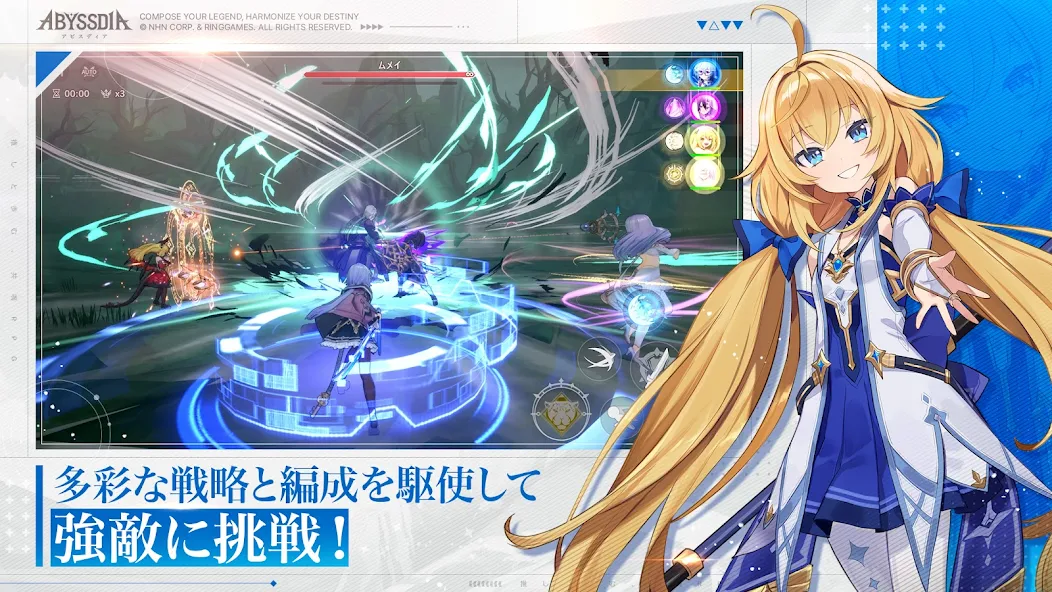 ABYSSDIA
アビスディア
COMPOSE YOUR LEGEND, HARMONIZE YOUR DESTINY
© NHN CORP. & RINGGAMES. ALL RIGHTS RESERVED.
AUTO
ムメイ
00:00
x3
多彩な戦略と編成を駆使して
強敵に挑戦！